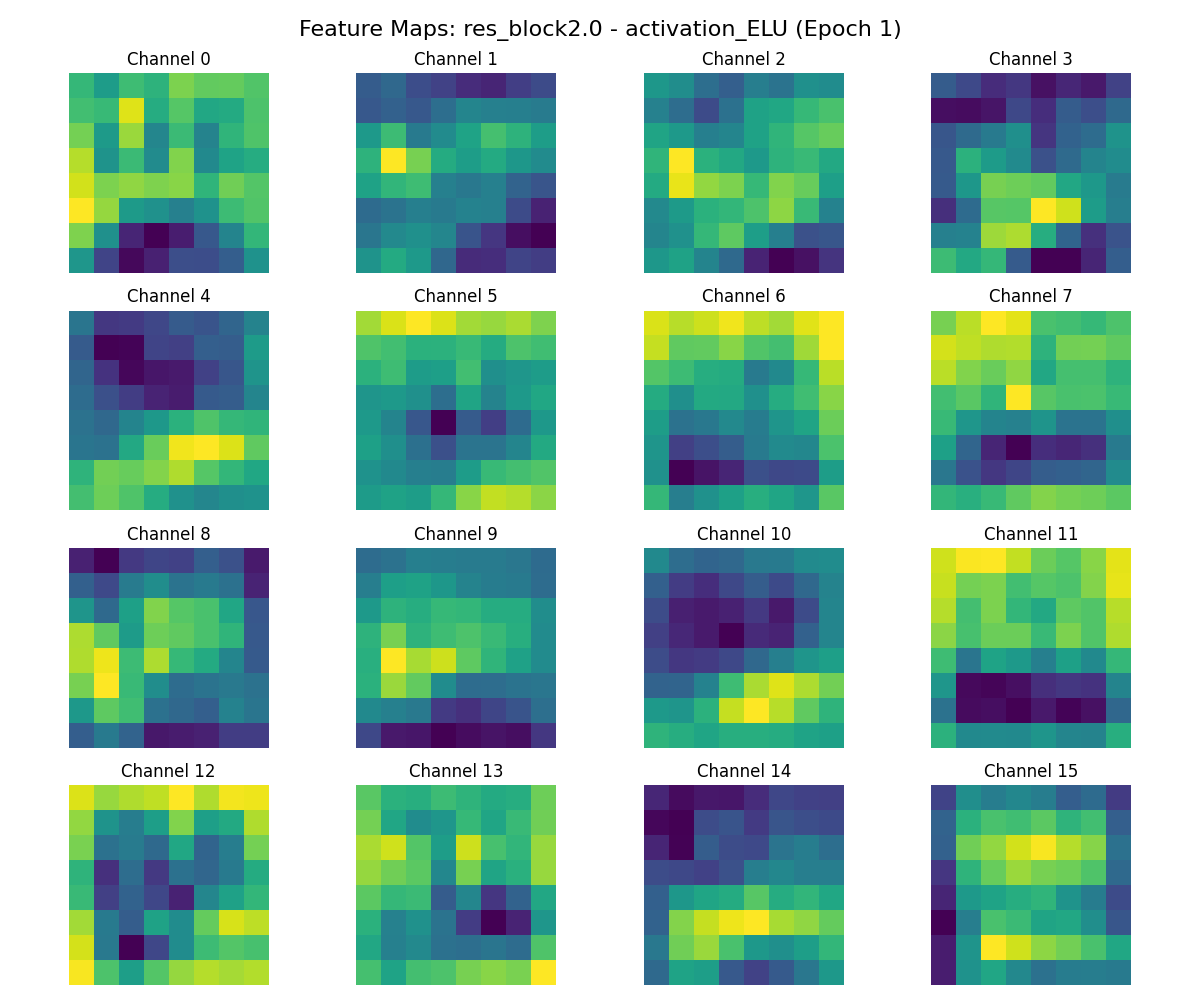 Feature Maps: res_block2.0 - activation_ELU (Epoch 1)
Channel 0
Channel 1
Channel 2
Channel 3
Channel 4
Channel 5
Channel 6
Channel 7
Channel 8
Channel 9
Channel 10
Channel 11
Channel 12
Channel 13
Channel 14
Channel 15